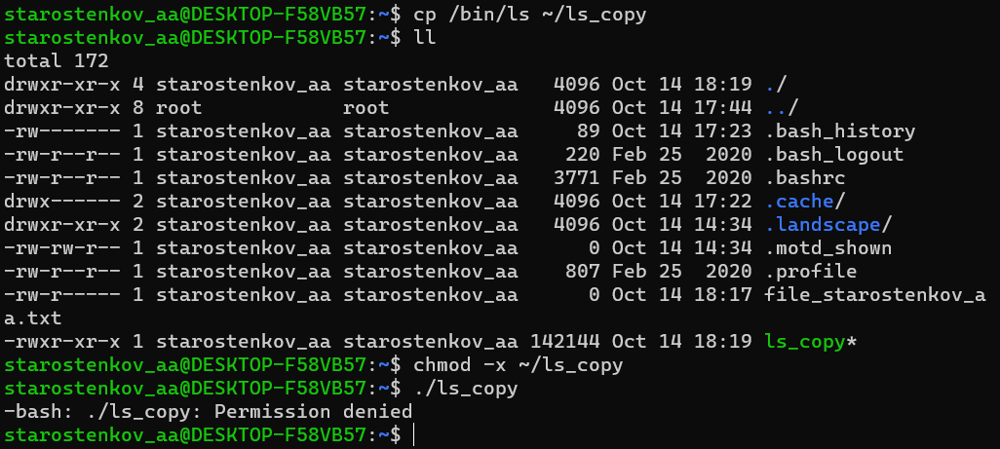 starostenkov_aa@DESKTOP-F58VB57:~$ cp /bin/ls ~/ls_copy
starostenkov_aa@DESKTOP-F58VB57:~$ ll
total 172
drwxr-xr-x 4 starostenkov_aa starostenkov_aa   4096 Oct 14 18:19 ./
drwxr-xr-x 8 root            root              4096 Oct 14 17:44 ../
-rw------- 1 starostenkov_aa starostenkov_aa     89 Oct 14 17:23 .bash_history
-rw-r--r-- 1 starostenkov_aa starostenkov_aa    220 Feb 25  2020 .bash_logout
-rw-r--r-- 1 starostenkov_aa starostenkov_aa   3771 Feb 25  2020 .bashrc
drwx------ 2 starostenkov_aa starostenkov_aa   4096 Oct 14 17:22 .cache/
drwxr-xr-x 2 starostenkov_aa starostenkov_aa   4096 Oct 14 14:34 .landscape/
-rw-rw-r-- 1 starostenkov_aa starostenkov_aa      0 Oct 14 14:34 .motd_shown
-rw-r--r-- 1 starostenkov_aa starostenkov_aa    807 Feb 25  2020 .profile
-rw-r----- 1 starostenkov_aa starostenkov_aa      0 Oct 14 18:17 file_starostenkov_a
a.txt
-rwxr-xr-x 1 starostenkov_aa starostenkov_aa 142144 Oct 14 18:19 ls_copy*
starostenkov_aa@DESKTOP-F58VB57:~$ chmod -x ~/ls_copy
starostenkov_aa@DESKTOP-F58VB57:~$ ./ls_copy
-bash: ./ls_copy: Permission denied
starostenkov_aa@DESKTOP-F58VB57:~$